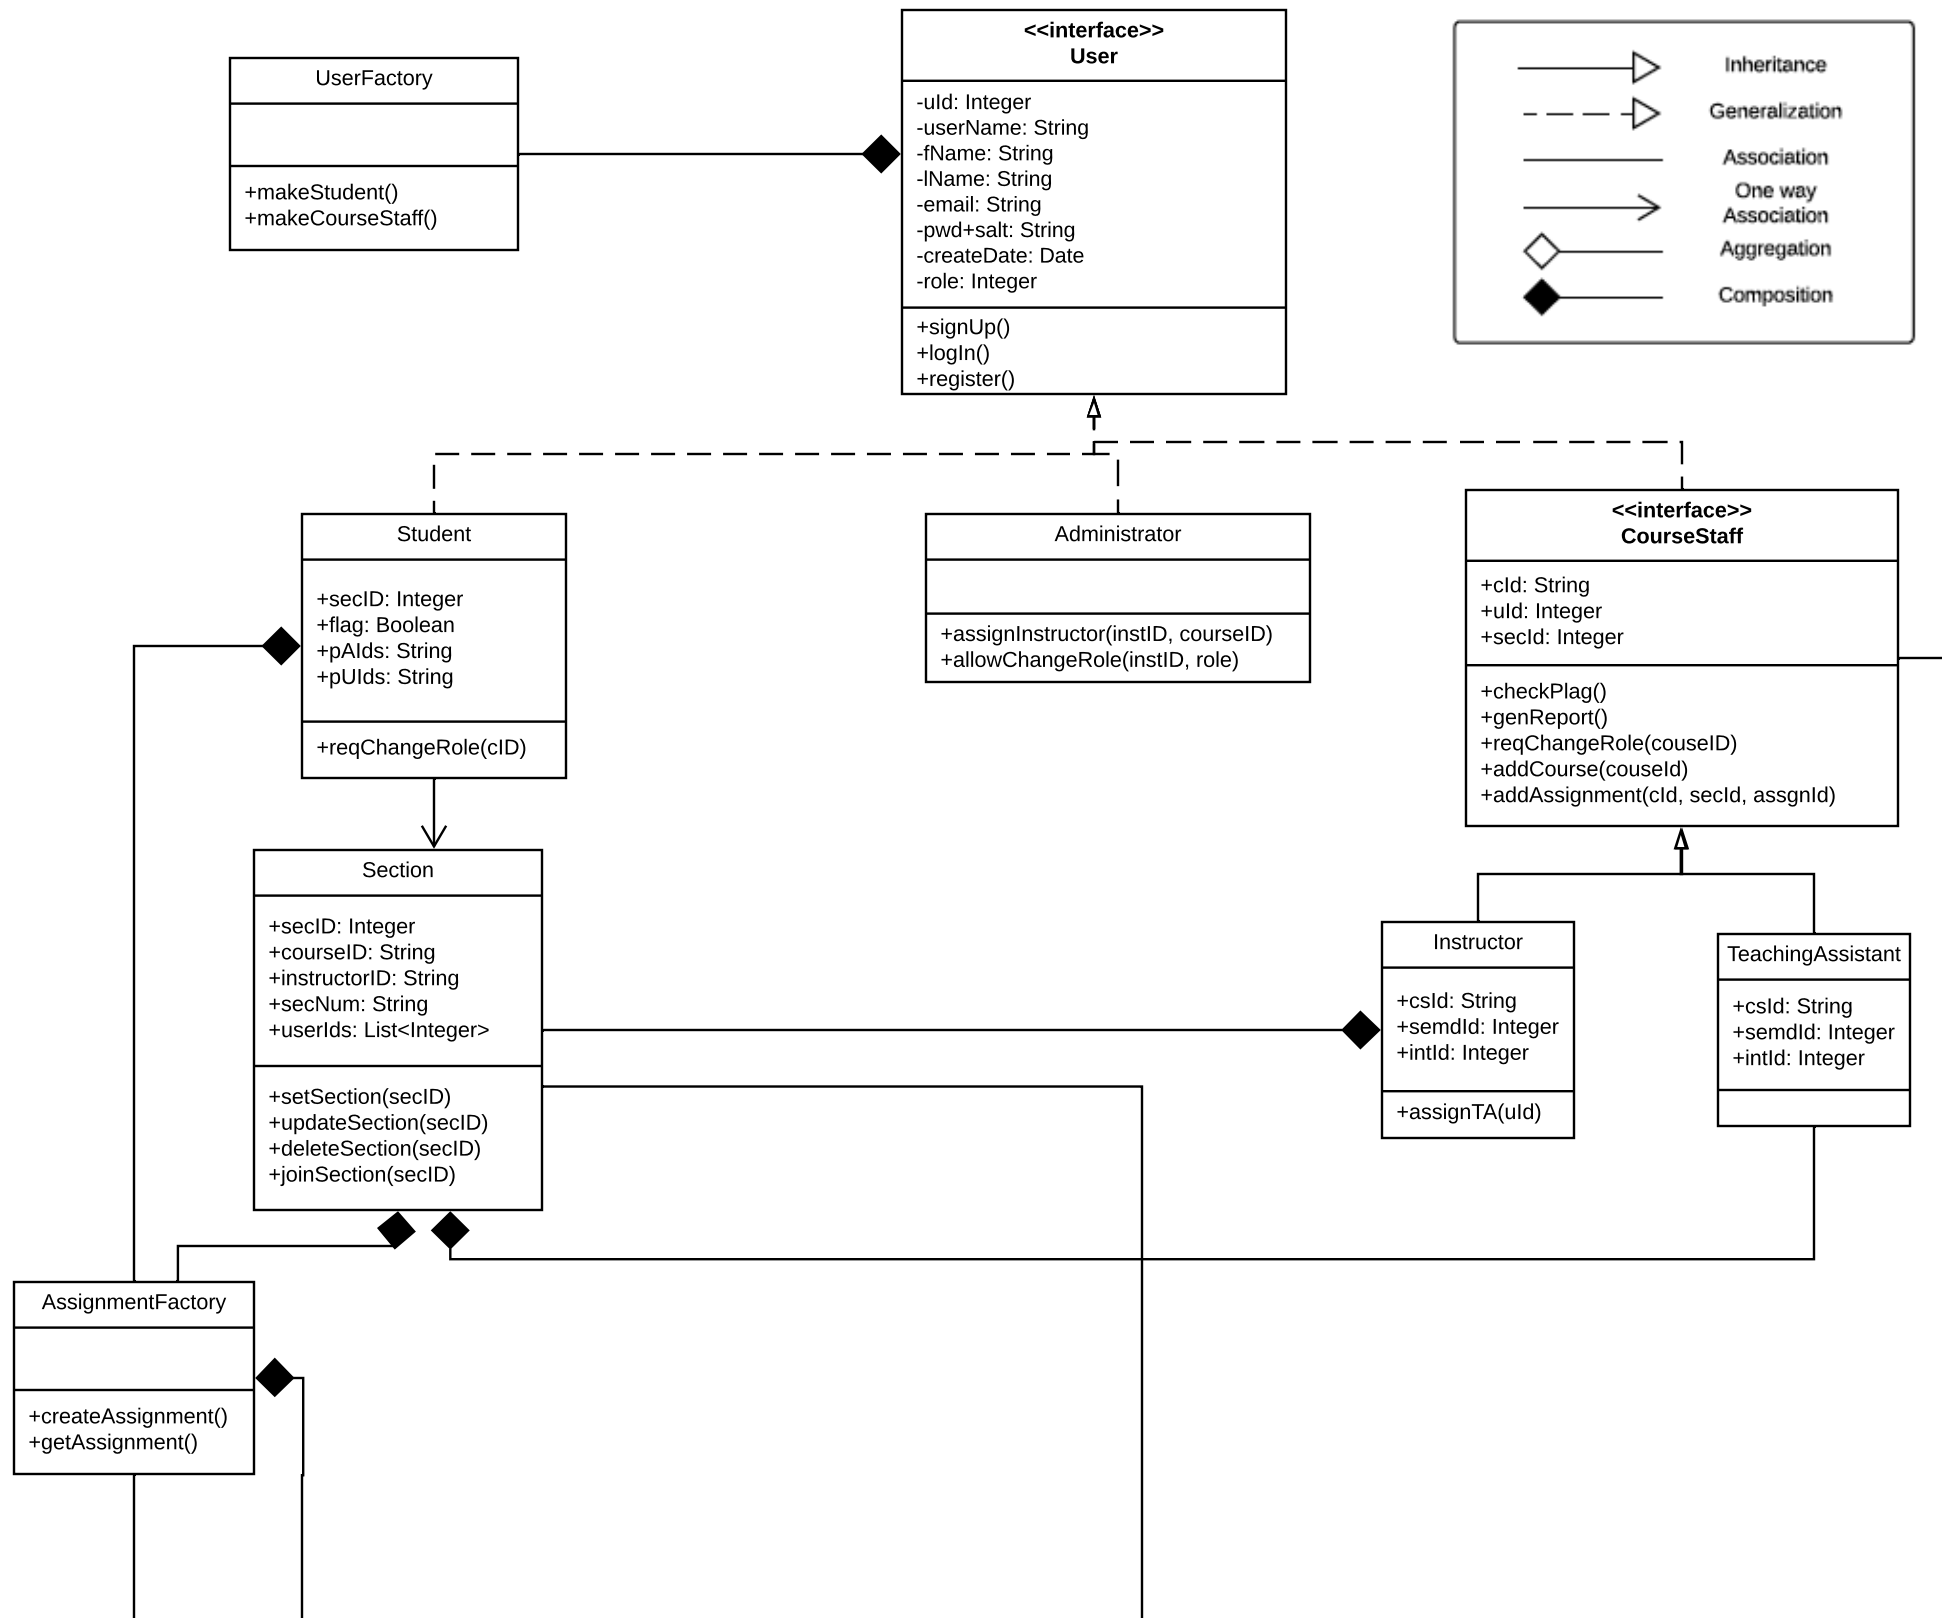 UserFactory
+makeStudent()
+makeCourseStaff()
<<interface>>
User
-uId: Integer
-userName: String
-fName: String
-lName: String
-email: String
-pwd+salt: String
-createDate: Date
-role: Integer
+signUp()
+logIn()
+register()
Inheritance
Generalization
Association
One way
Association
Aggregation
Composition
Student
+secID: Integer
+flag: Boolean
+pAIds: String
+pUIds: String
+reqChangeRole(cID)
Administrator
+assignInstructor(instID, courseID)
+allowChangeRole(instID, role)
<<interface>>
CourseStaff
+cId: String
+uId: Integer
+secId: Integer
+checkPlag()
+genReport()
+reqChangeRole(couseID)
+addCourse(couseId)
+addAssignment(cId, secId, assgnId)
Section
+secID: Integer
+courseID: String
+instructorID: String
+secNum: String
+userIds: List<Integer>
+setSection(secID)
+updateSection(secID)
+deleteSection(secID)
+joinSection(secID)
Instructor
+csId: String
+semdId: Integer
+intId: Integer
+assignTA(uId)
TeachingAssistant
+csId: String
+semdId: Integer
+intId: Integer
AssignmentFactory
+createAssignment()
+getAssignment()